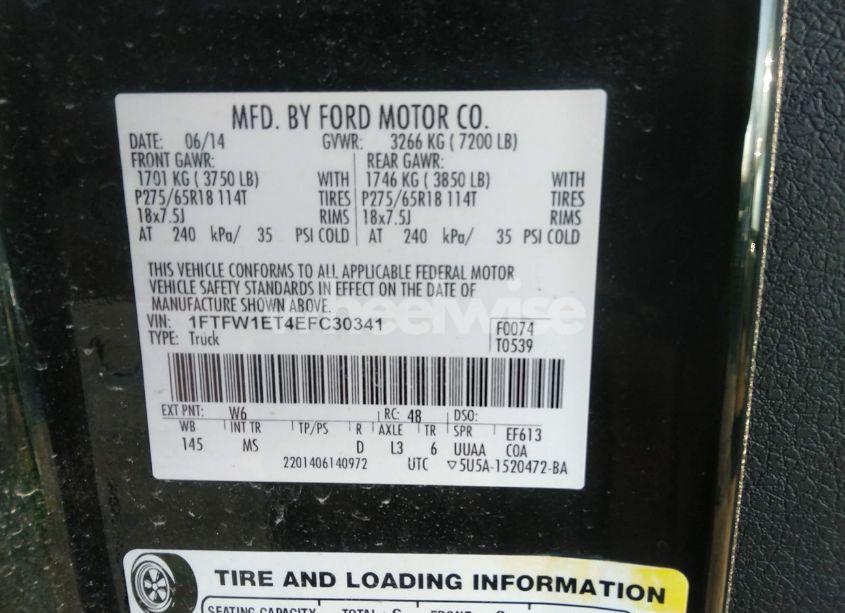 MFD. BY FORD MOTOR CO.
DATE: 06/14 GVWR: 3266 KG ( 7200 LB)
FRONT GAWR: REAR GAWR:
1701 KG ( 3750 LB) WITH 1746 KG ( 3850 LB) WITH
P275/65R18 114T TIRES P275/65R18 114T TIRES
18x7.5J RIMS 18x7.5J RIMS
AT 240 kPa/ 35 PSI COLD AT 240 kPa/ 35 PSI COLD
THIS VEHICLE CONFORMS TO ALL APPLICABLE FEDERAL MOTOR
VEHICLE SAFETY STANDARDS IN EFFECT ON THE DATE OF
MANUFACTURE SHOWN ABOVE.
VIN: 1FTFW1ET4EFC30341 F0074
TYPE: Truck T0539
EXT PNT: W6 RC: 48 DSO:
WB INT TR TP/PS R AXLE TR SPR EF613
145 MS D L3 6 UUAA COA
2201406140972 UTC ▽5U5A-1520472-BA
TIRE AND LOADING INFORMATION
SEATING CAPACITY TOTAL FRONT